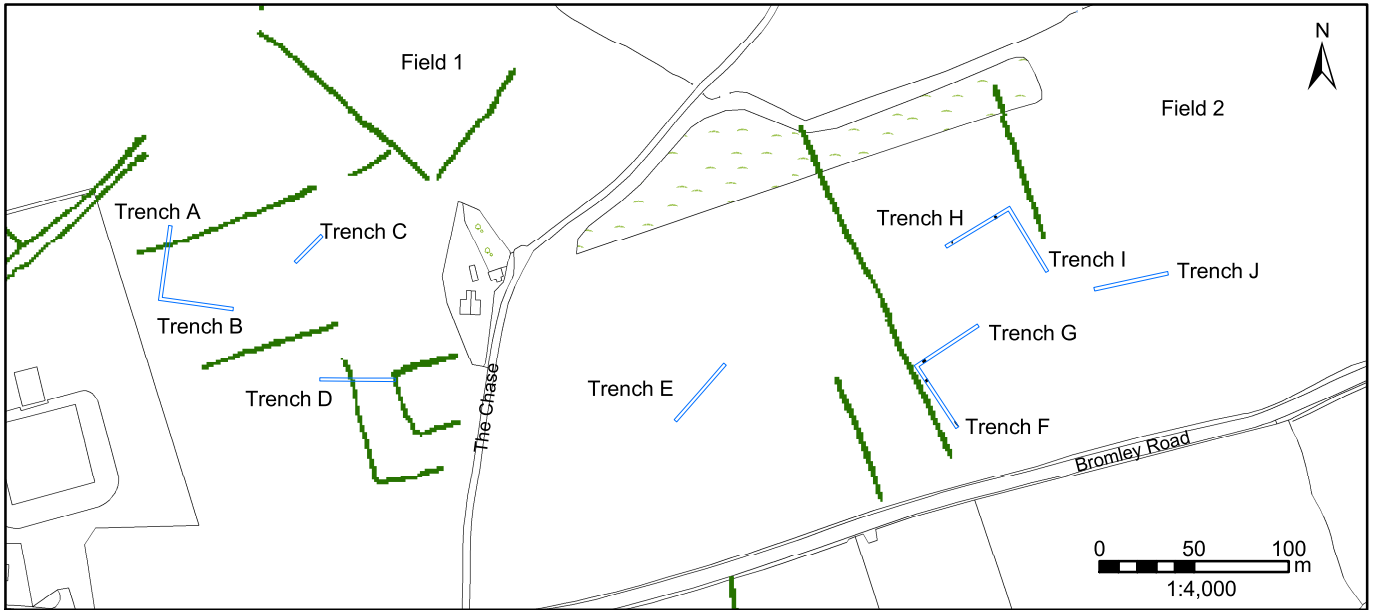 N
Field 1
Field 2
Trench A
Trench C
Trench H
Trench I
Trench J
Trench B
Trench G
Trench E
Trench D
The Chase
Trench F
Bromley Road
0 50 100
m
1:4,000